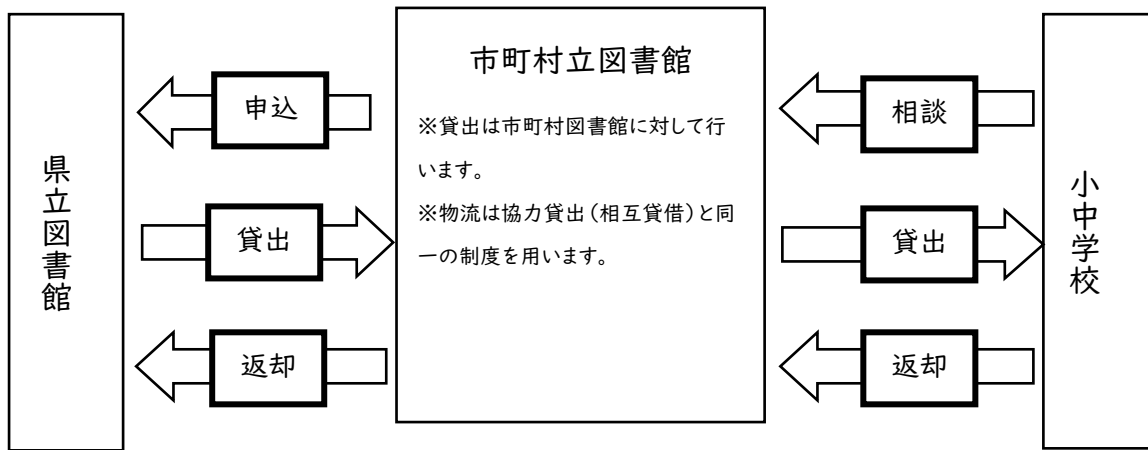 県立図書館
申込
貸出
返却
市町村立図書館
※貸出は市町村図書館に対して行
います。
※物流は協力貸出（相互貸借）と同
一の制度を用います。
相談
貸出
返却
小中学校